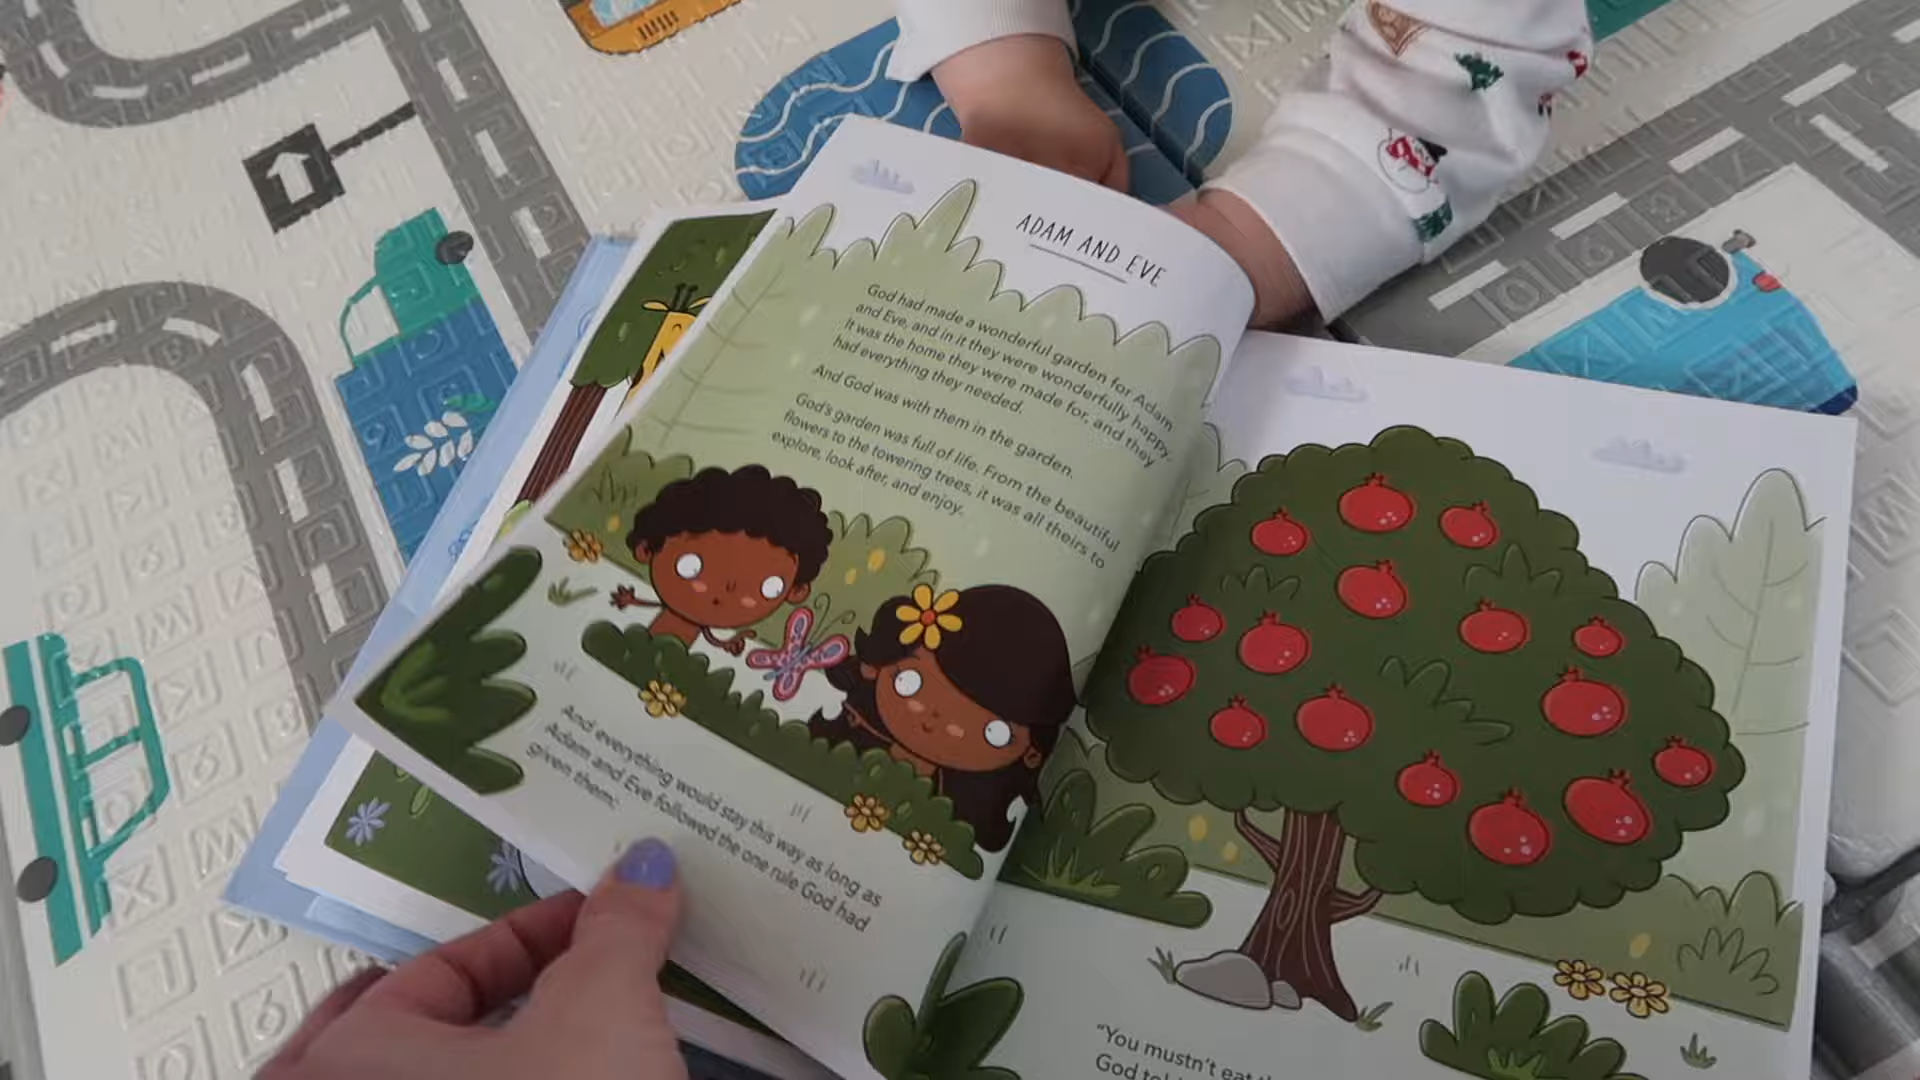 ADAM AND EVE
God had made a wonderful garden for Adam
and Eve, and in it they were wonderfully happy.
It was the home they were made for, and they
had everything they needed.
And God was with them in the garden.
God's garden was full of life. From the beautiful
flowers to the towering trees, it was all theirs to
explore, look after, and enjoy.
And everything would stay this way as long as
Adam and Eve followed the one rule God had
given them:
"You mustn't eat
God